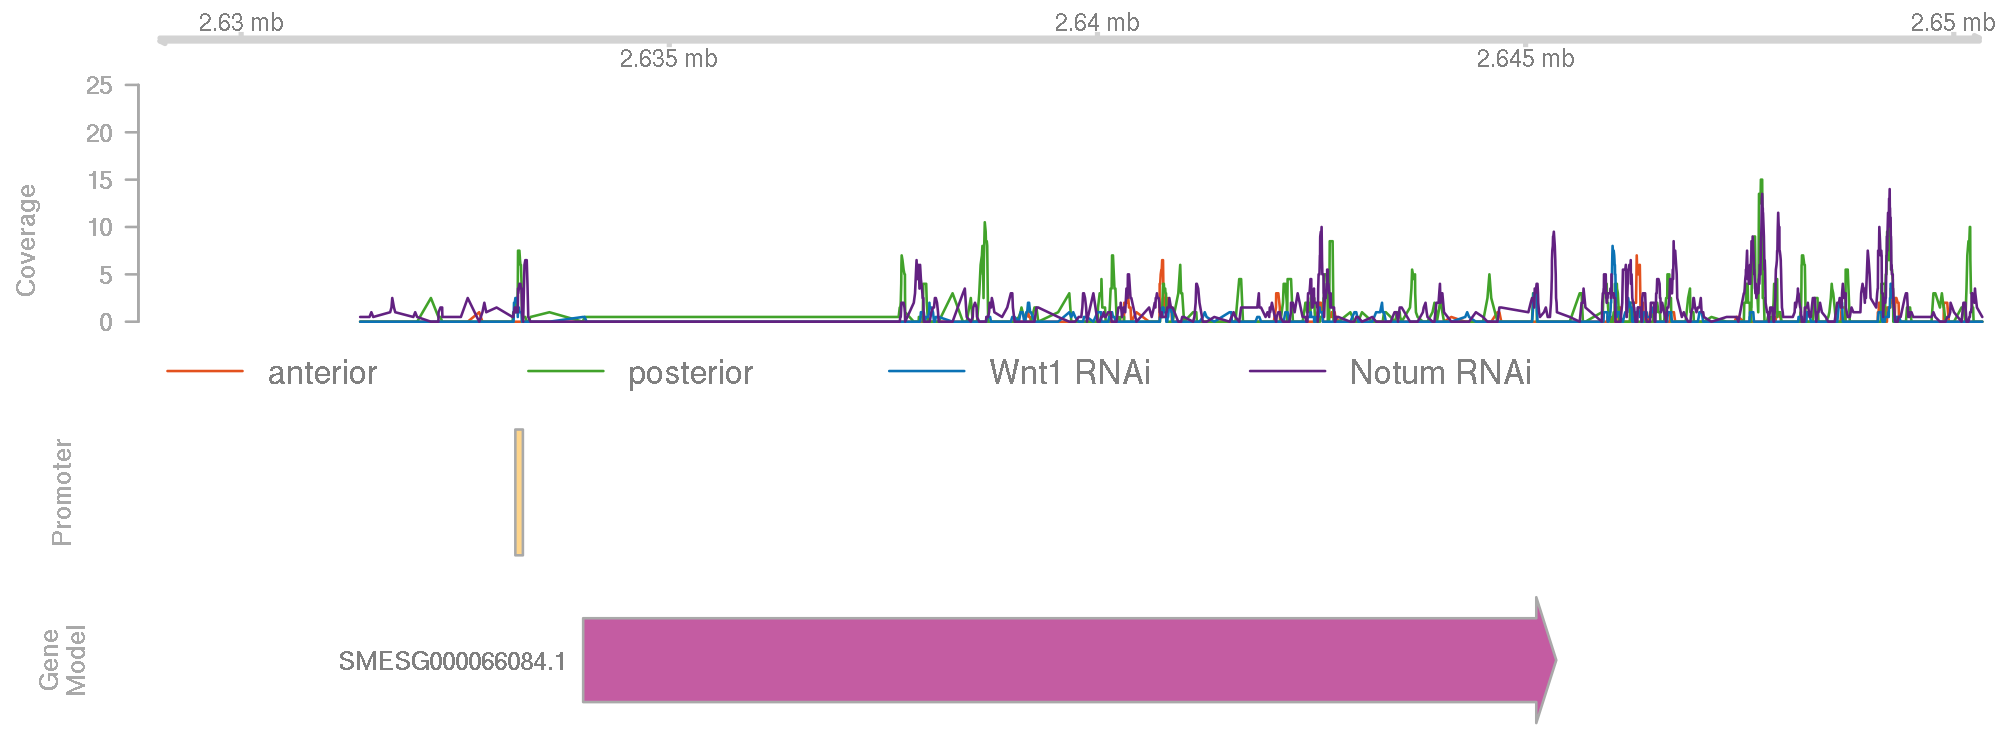 2.63 mb
2.64 mb
2.65 mb
2.635 mb
2.645 mb
25
20
15
10
5
0
Coverage
anterior
posterior
Wnt1 RNAi
Notum RNAi
Promoter
Gene
Model
SMESG000066084.1